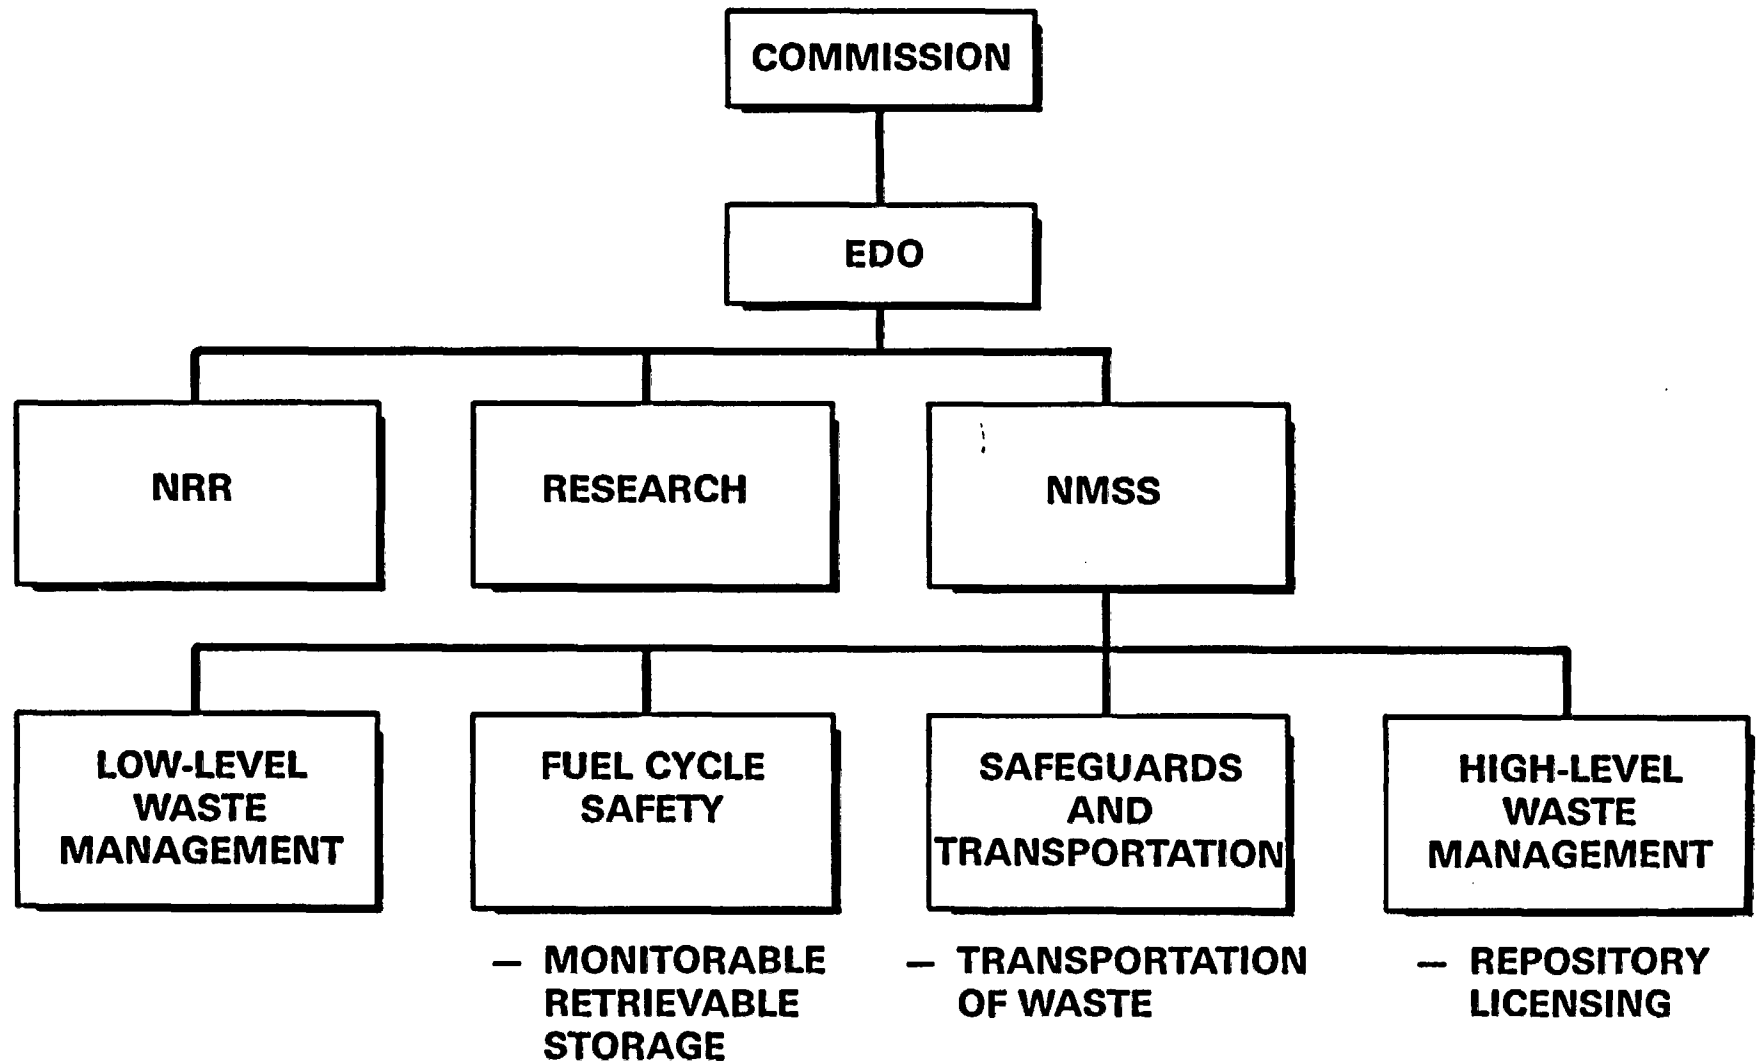 COMMISSION
EDO
NRR
RESEARCH
NMSS
LOW-LEVEL
WASTE
MANAGEMENT
FUEL CYCLE
SAFETY
SAFEGUARDS
AND
TRANSPORTATION
HIGH-LEVEL
WASTE
MANAGEMENT
— MONITORABLE
RETRIEVABLE
STORAGE
— TRANSPORTATION
OF WASTE
— REPOSITORY
LICENSING